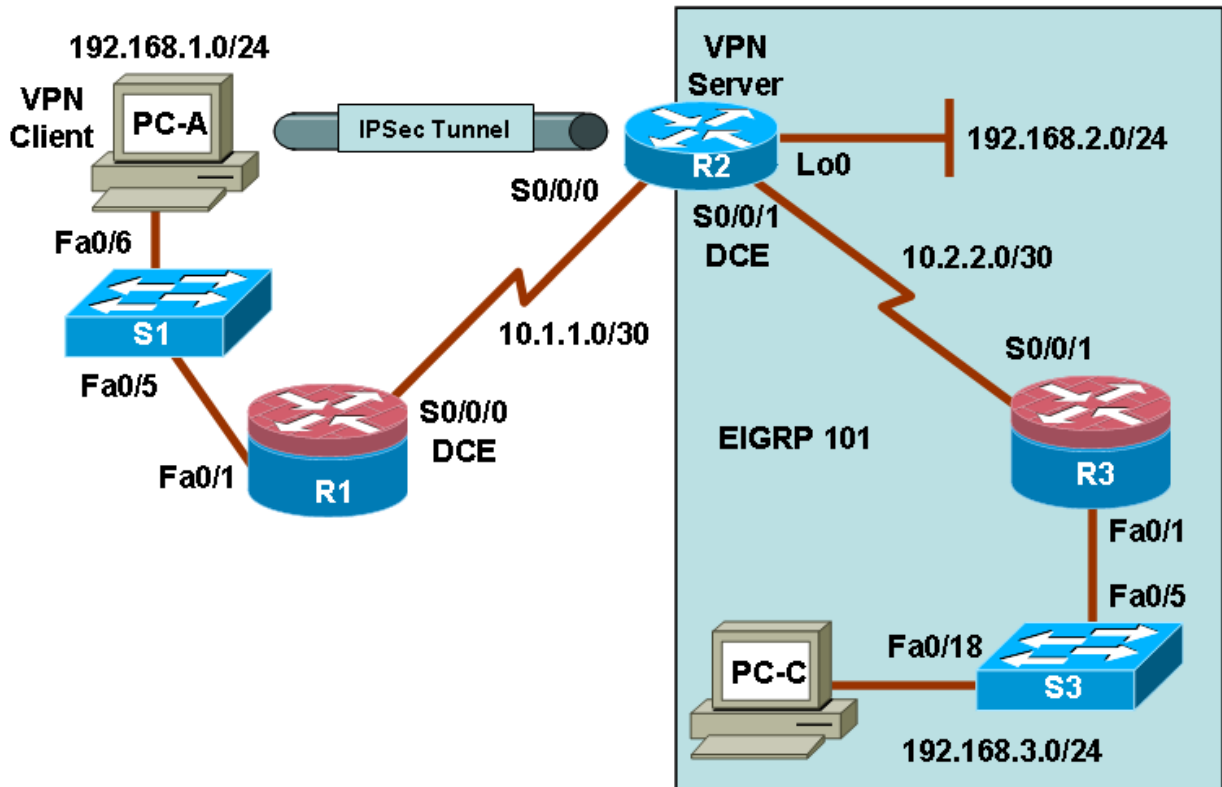 192.168.1.0/24
VPN
Client
PC-A
IPSec Tunnel
VPN
Server
R2
Lo0
192.168.2.0/24
S0/0/0
S0/0/1
DCE
Fa0/6
S1
10.1.1.0/30
10.2.2.0/30
Fa0/5
S0/0/0
DCE
Fa0/1
R1
S0/0/1
EIGRP 101
R3
Fa0/1
Fa0/5
Fa0/18
PC-C
S3
192.168.3.0/24